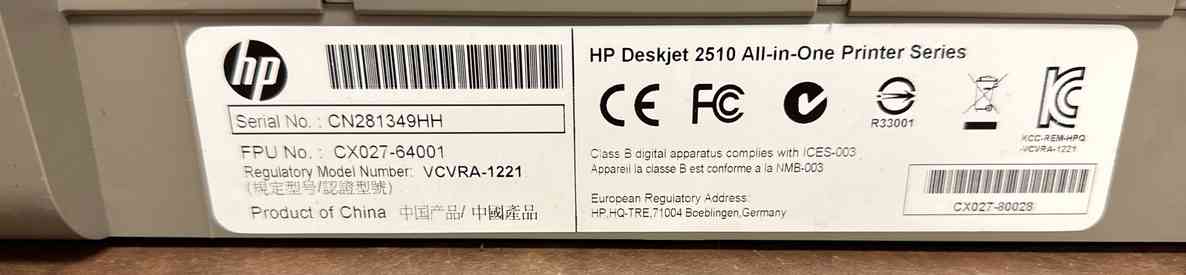 hp
Serial No. : CN281349HH
FPU No. : CX027-64001
Regulatory Model Number: VCVRA-1221
(規定型号/認證型號)
Product of China 中国产品/ 中國產品
HP Deskjet 2510 All-in-One Printer Series
CE FC
R33001
KCC-REM-HPQ
-VCVRA-1221
Class B digital apparatus complies with ICES-003
Appareil la classe B est conforme a la NMB-003
European Regulatory Address:
HP,HQ-TRE,71004 Boeblingen,Germany
CX027-80028